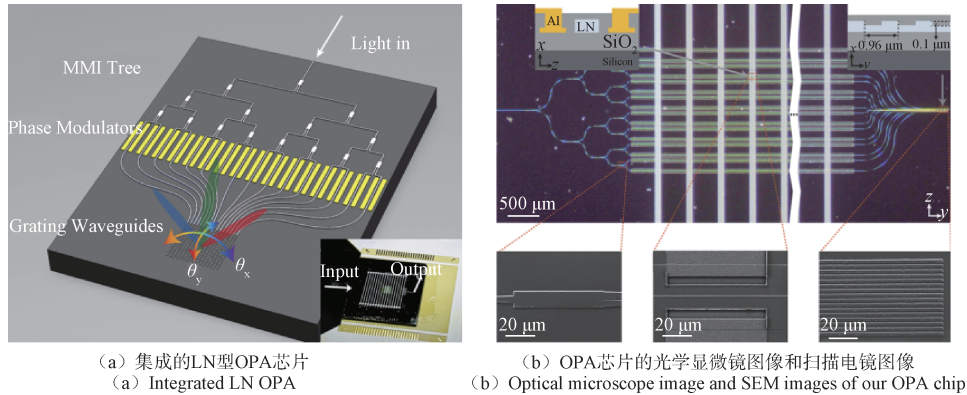 Light in
MMI Tree
Phase Modulators
Grating Waveguides
θy
θx
Input
Output
Al
LN
SiO2
Silicon
x
z
0.96 μm
0.1 μm
x
y
500 μm
z
y
20 μm
20 μm
20 μm
(a)集成的LN型OPA芯片
(a) Integrated LN OPA
(b)OPA芯片的光学显微镜图像和扫描电镜图像
(b) Optical microscope image and SEM images of our OPA chip